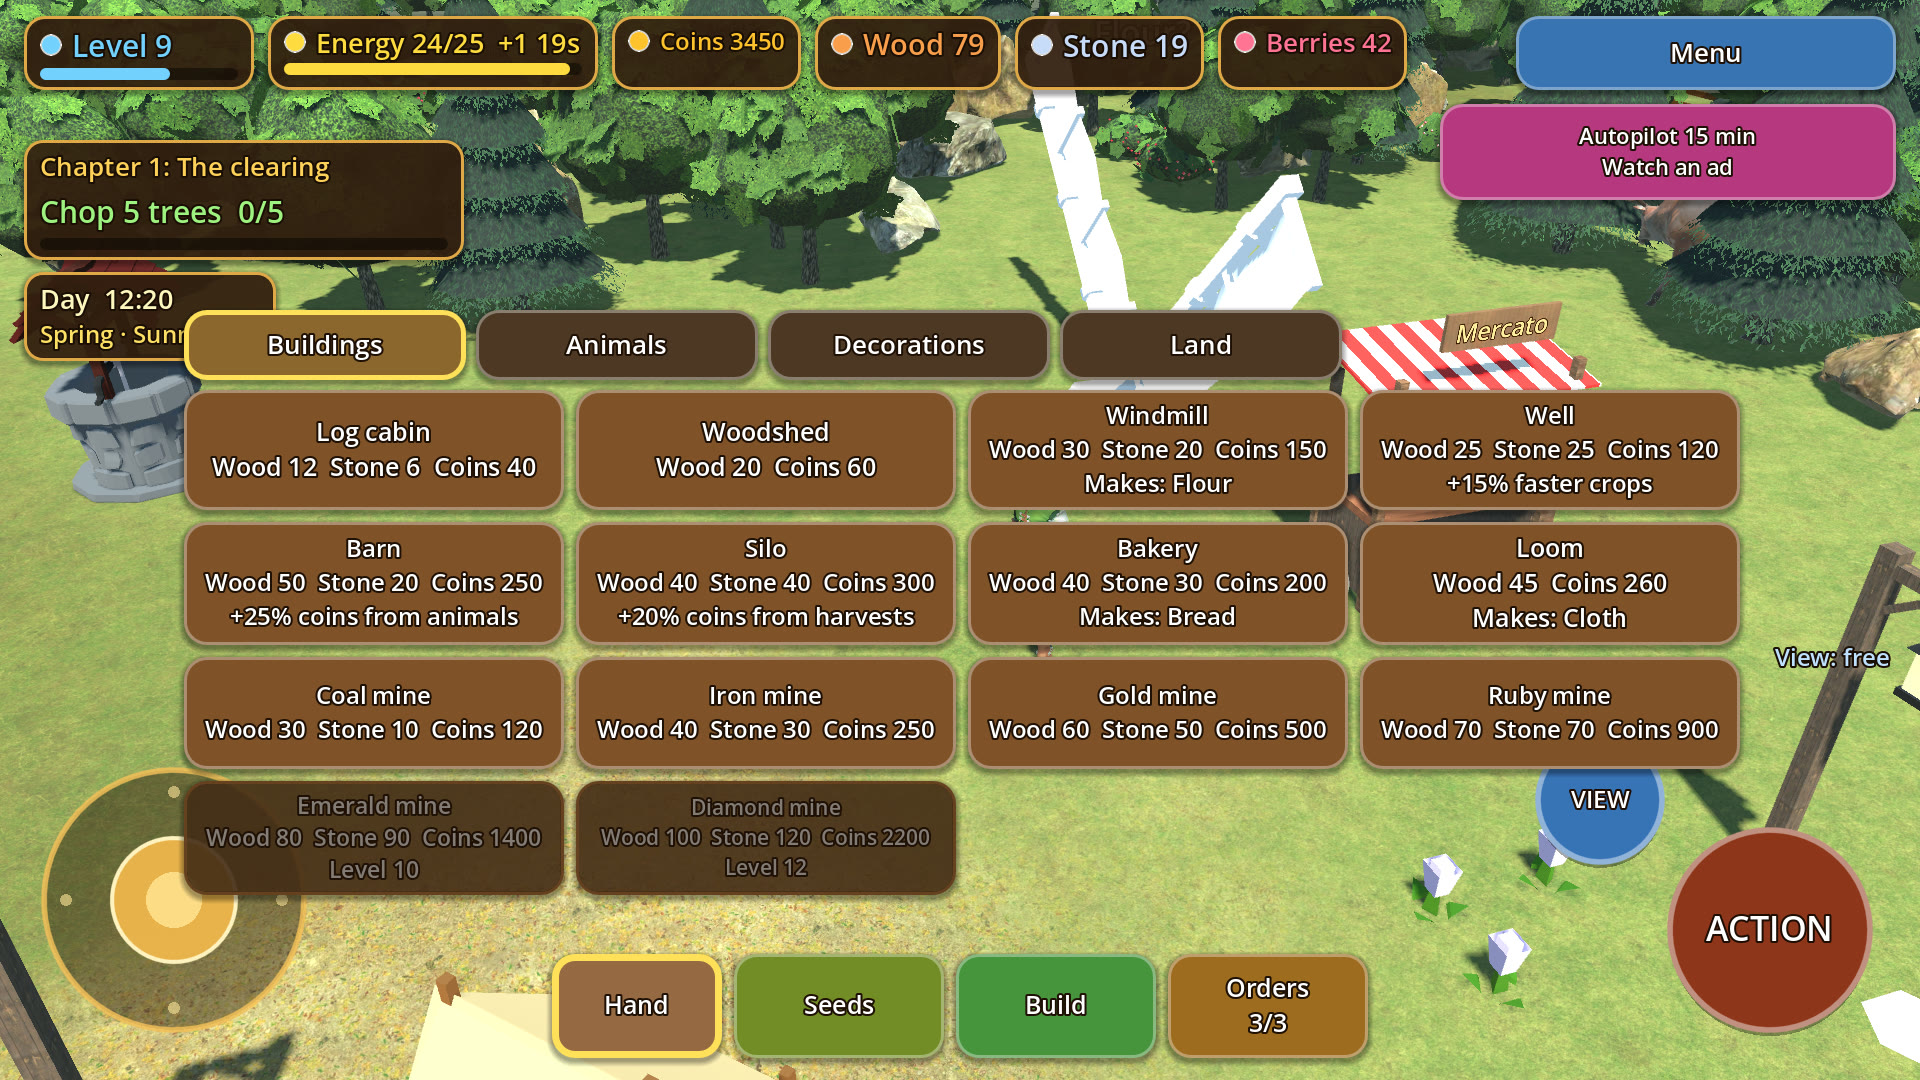 Level 9
Energy 24/25 +1 19s
Coins 3450
Wood 79
Stone 19
Berries 42
Menu
Autopilot 15 min
Watch an ad
Chapter 1: The clearing
Chop 5 trees 0/5
Day 12:20
Spring · Sunn
Mercato
Buildings
Animals
Decorations
Land
Log cabin
Wood 12 Stone 6 Coins 40
Woodshed
Wood 20 Coins 60
Windmill
Wood 30 Stone 20 Coins 150
Makes: Flour
Well
Wood 25 Stone 25 Coins 120
+15% faster crops
Barn
Wood 50 Stone 20 Coins 250
+25% coins from animals
Silo
Wood 40 Stone 40 Coins 300
+20% coins from harvests
Bakery
Wood 40 Stone 30 Coins 200
Makes: Bread
Loom
Wood 45 Coins 260
Makes: Cloth
View: free
Coal mine
Wood 30 Stone 10 Coins 120
Iron mine
Wood 40 Stone 30 Coins 250
Gold mine
Wood 60 Stone 50 Coins 500
Ruby mine
Wood 70 Stone 70 Coins 900
Emerald mine
Wood 80 Stone 90 Coins 1400
Level 10
Diamond mine
Wood 100 Stone 120 Coins 2200
Level 12
VIEW
ACTION
Hand
Seeds
Build
Orders
3/3